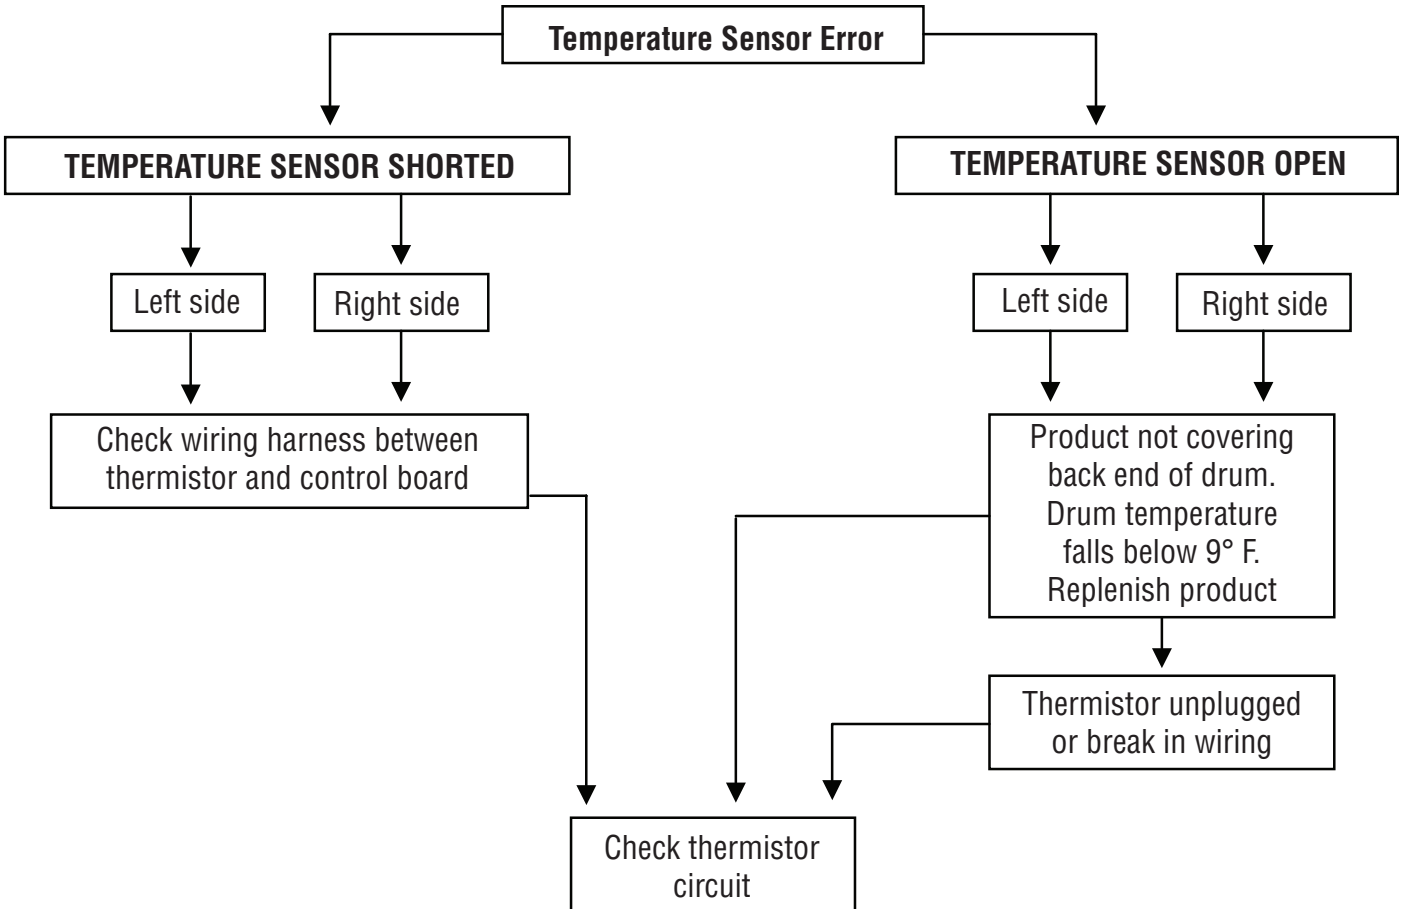 Temperature Sensor Error
TEMPERATURE SENSOR SHORTED
TEMPERATURE SENSOR OPEN
Left side
Right side
Left side
Right side
Check wiring harness between
thermistor and control board
Product not covering
back end of drum.
Drum temperature
falls below 9° F.
Replenish product
Thermistor unplugged
or break in wiring
Check thermistor
circuit